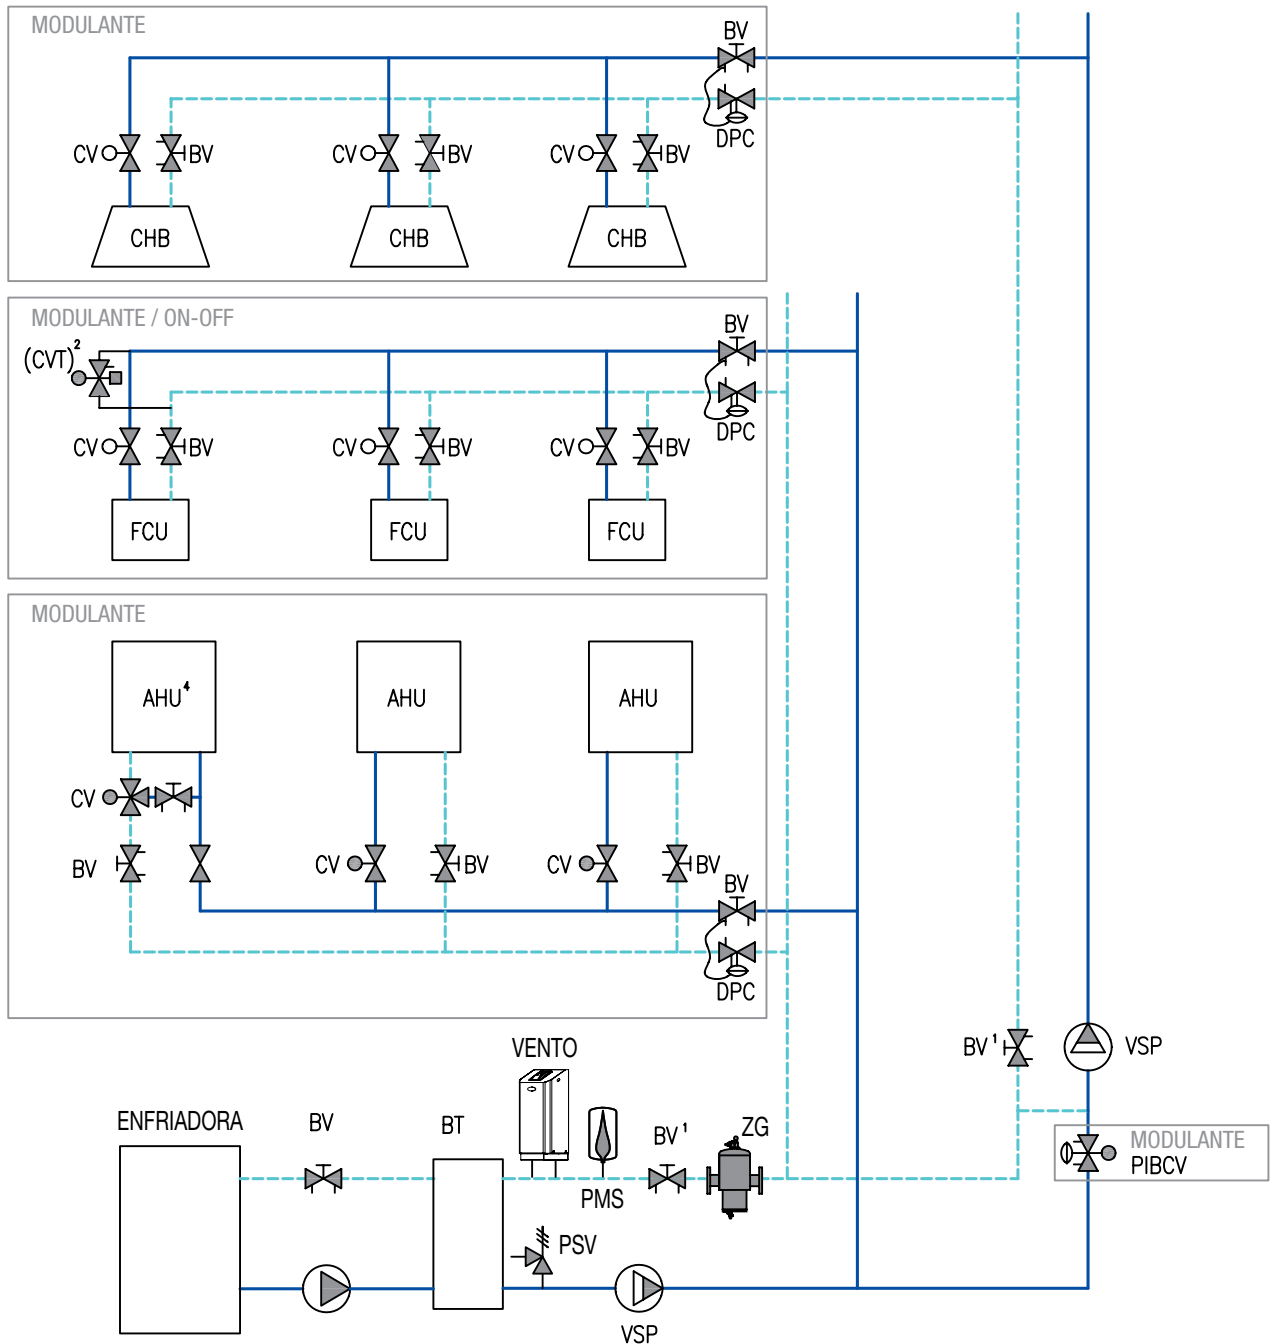 MODULANTE
BV
DPC
CV
BV
CV
BV
CV
BV
CHB
CHB
CHB
MODULANTE / ON-OFF
(CVT)²
BV
DPC
CV
BV
CV
BV
CV
BV
FCU
FCU
FCU
MODULANTE
AHU⁴
AHU
AHU
CV
BV
CV
BV
CV
BV
BV
DPC
BV¹
VSP
VENTO
ENFRIADORA
BV
BT
BV¹
ZG
MODULANTE
PIBCV
PMS
PSV
VSP